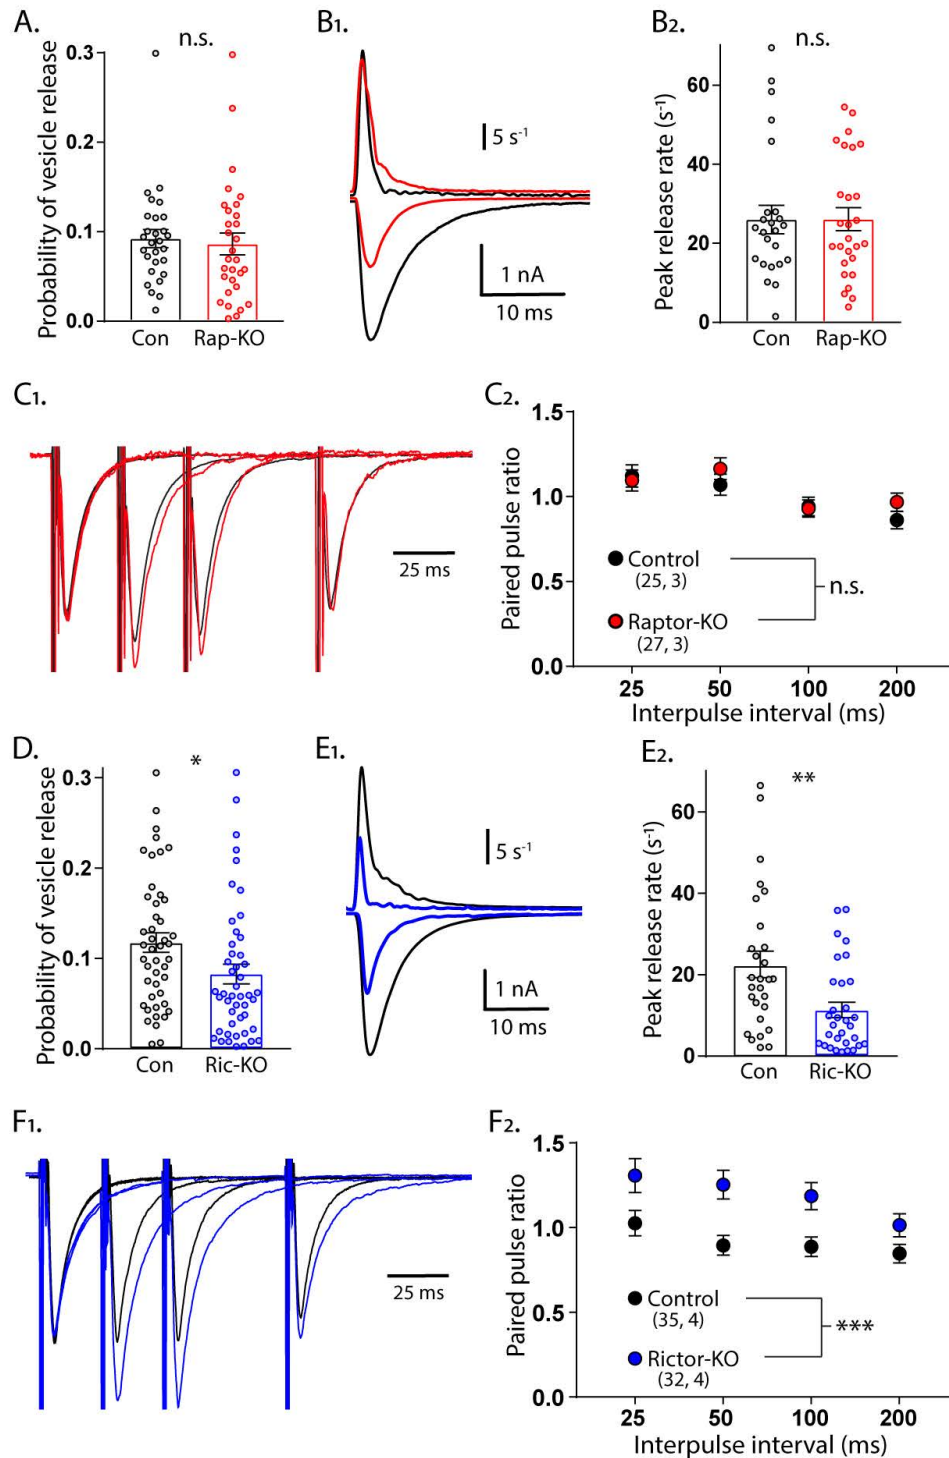 A.
n.s.
Probability of vesicle release
0.3
0.2
0.1
0.0
Con
Rap-KO
B1.
5 s⁻¹
1 nA
10 ms
B2.
n.s.
Peak release rate (s⁻¹)
60
40
20
0
Con
Rap-KO
C1.
25 ms
C2.
Paired pulse ratio
1.5
1.0
0.5
0.0
Control
(25, 3)
n.s.
Raptor-KO
(27, 3)
25
50
100
200
Interpulse interval (ms)
D.
*
Probability of vesicle release
0.3
0.2
0.1
0.0
Con
Ric-KO
E1.
5 s⁻¹
1 nA
10 ms
E2.
**
Peak release rate (s⁻¹)
60
40
20
0
Con
Ric-KO
F1.
25 ms
F2.
Paired pulse ratio
1.5
1.0
0.5
0.0
Control
(35, 4)
***
Rictor-KO
(32, 4)
25
50
100
200
Interpulse interval (ms)